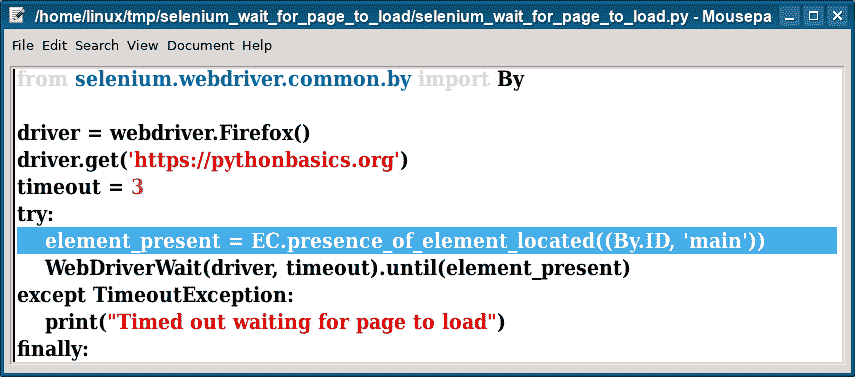 /home/linux/tmp/selenium_wait_for_page_to_load/selenium_wait_for_page_to_load.py - Mousepa
File Edit Search View Document Help
from selenium.webdriver.common.by import By
driver = webdriver.Firefox()
driver.get('https://pythonbasics.org')
timeout = 3
try:
    element_present = EC.presence_of_element_located((By.ID, 'main'))
    WebDriverWait(driver, timeout).until(element_present)
except TimeoutException:
    print("Timed out waiting for page to load")
finally: